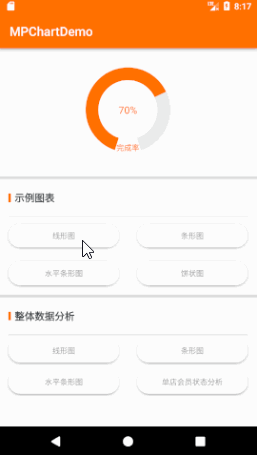 8:17
MPChartDemo
70%
完成率
示例图表
线形图
条形图
水平条形图
饼状图
整体数据分析
线形图
条形图
水平条形图
单店会员状态分析